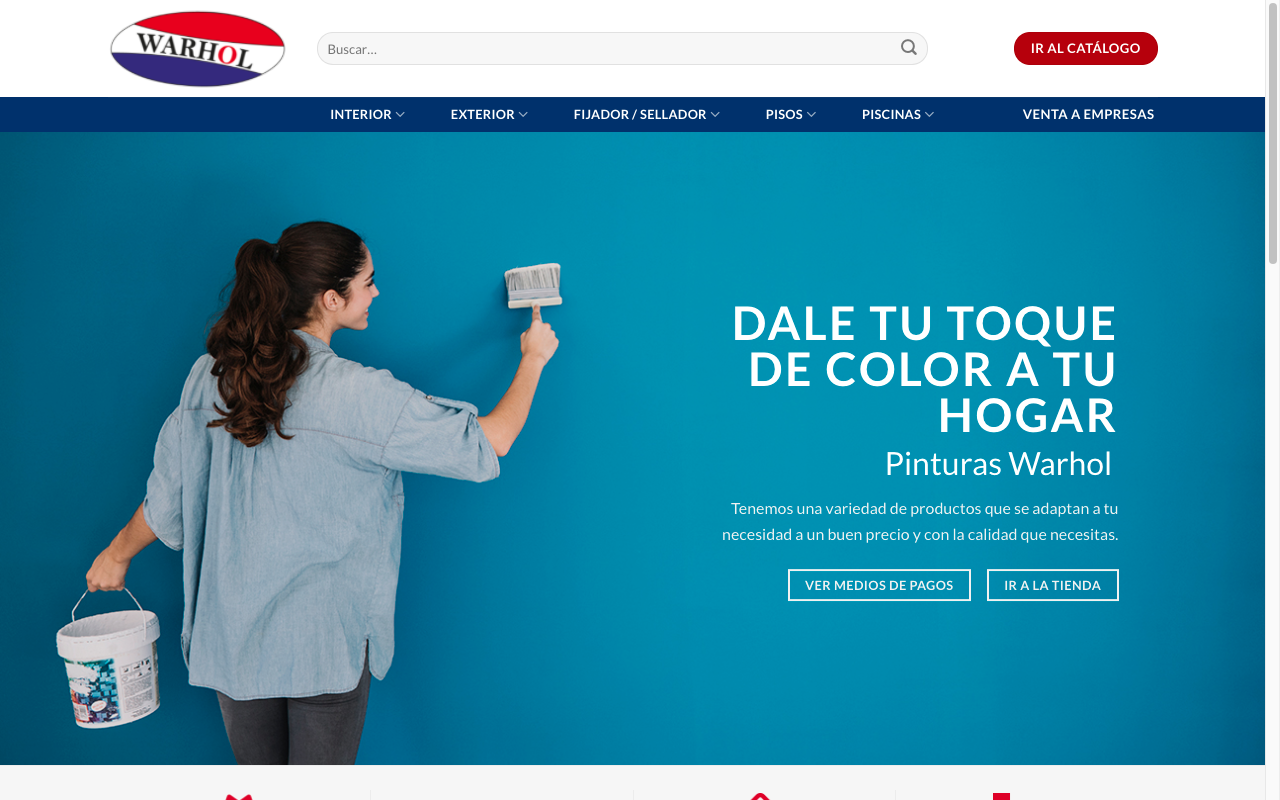 WARHOL
Buscar...
IR AL CATÁLOGO
INTERIOR
EXTERIOR
FIJADOR / SELLADOR
PISOS
PISCINAS
VENTA A EMPRESAS
DALE TU TOQUE
DE COLOR A TU
HOGAR
Pinturas Warhol
Tenemos una variedad de productos que se adaptan a tu
necesidad a un buen precio y con la calidad que necesitas.
VER MEDIOS DE PAGOS
IR A LA TIENDA